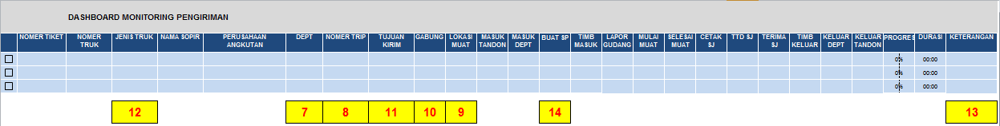 DASHBOARD MONITORING PENGIRIMAN
NOMER TIKET NOMER TRUK JENIS TRUK NAMA SOPIR PERUSAHAAN ANGKUTAN DEPT NOMER TRIP TUJUAN KIRIM GABUNG LOKASI MUAT MASUK TANDON MASUK DEPT BUAT SP TIMB MASUK LAPOR GUDANG MULAI MUAT SELESAI MUAT CETAK SJ TTD SJ TERIMA SJ TIMB KELUAR KELUAR DEPT KELUAR TANDON PROGRES DURASI KETERANGAN
0% 00:00
0% 00:00
0% 00:00
12 7 8 11 10 9 14 13